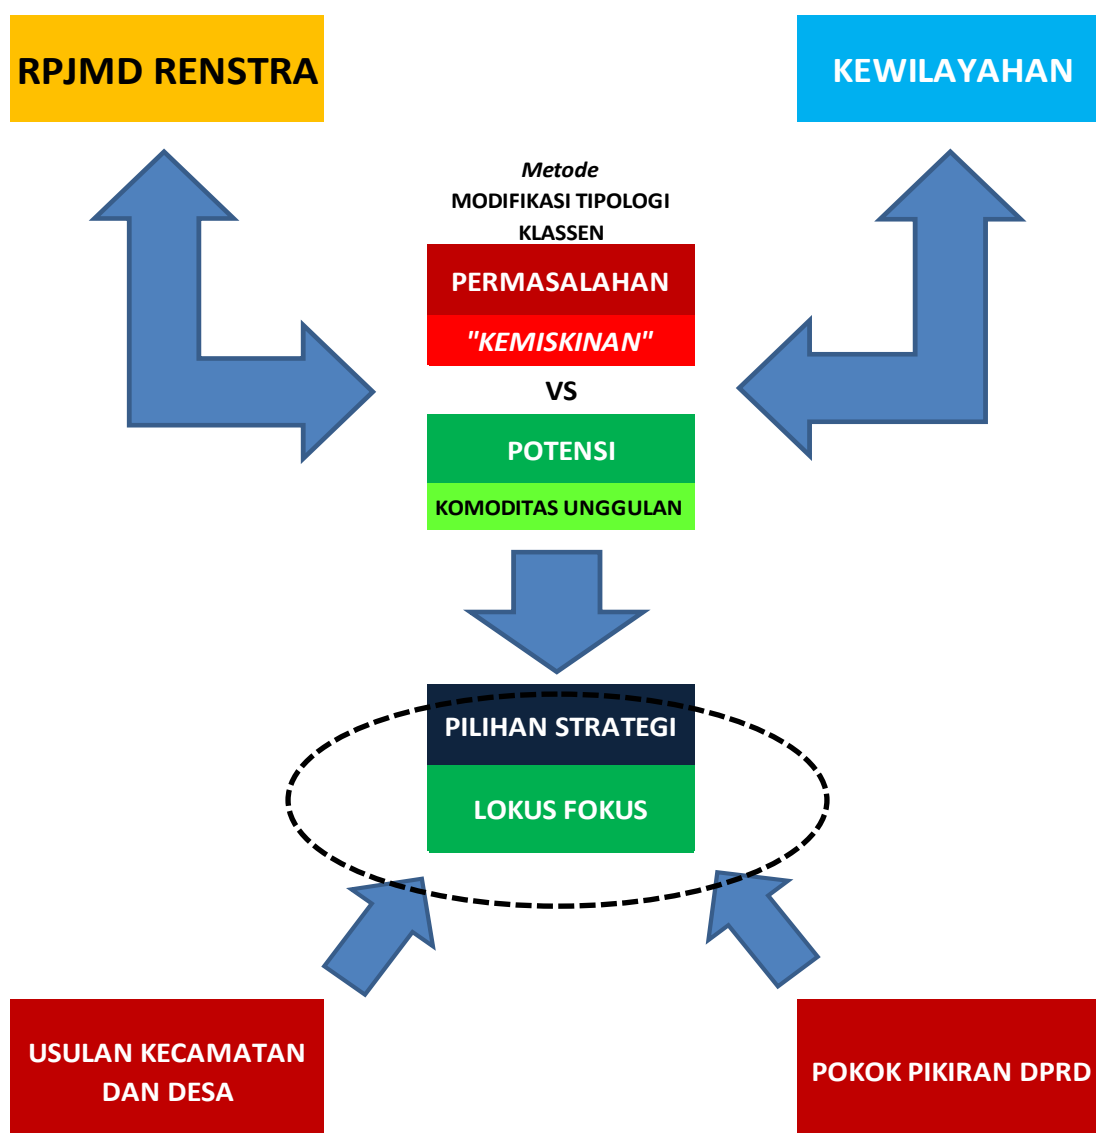 RPJMD RENSTRA
KEWILAYAHAN
Metode
MODIFIKASI TIPOLOGI
KLASSEN
PERMASALAHAN
"KEMISKINAN"
VS
POTENSI
KOMODITAS UNGGULAN
PILIHAN STRATEGI
LOKUS FOKUS
USULAN KECAMATAN
DAN DESA
POKOK PIKIRAN DPRD